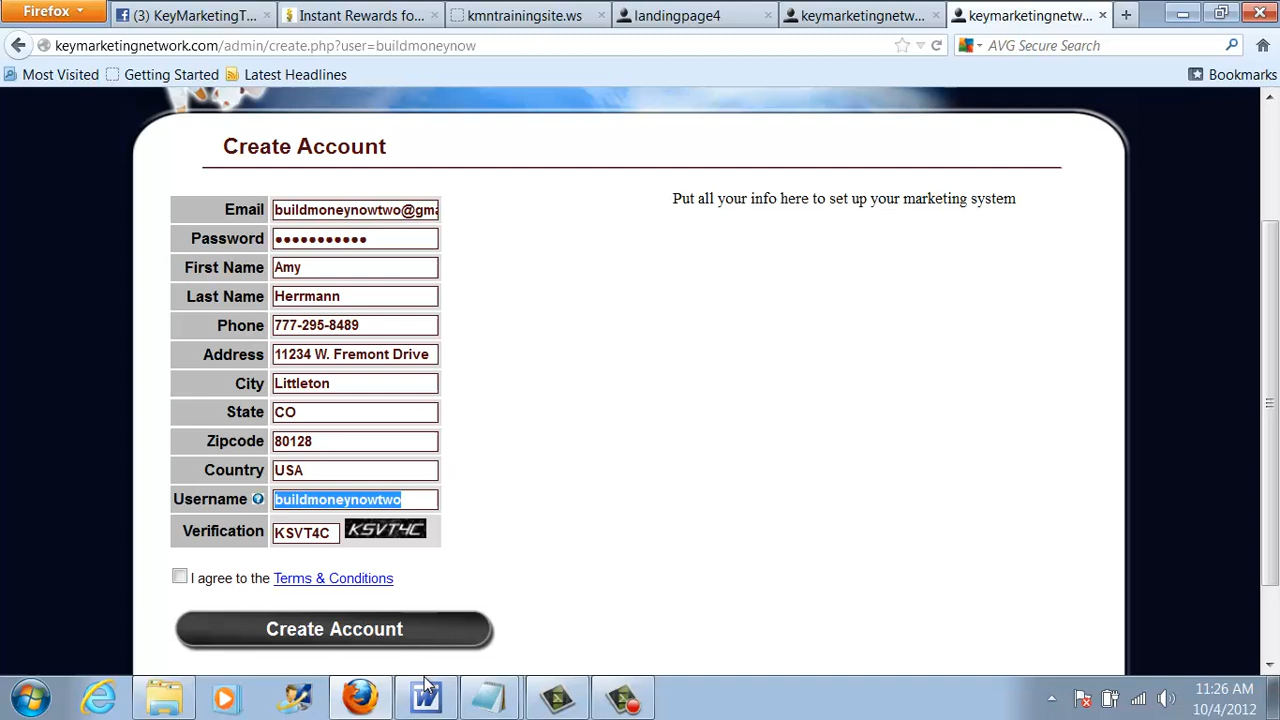 Firefox
(3) KeyMarketingT...
Instant Rewards fo...
kmntrainingsite.ws
landingpage4
keymarketingnetw...
keymarketingnetw...
keymarketingnetwork.com/admin/create.php?user=buildmoneynow
AVG Secure Search
Most Visited
Getting Started
Latest Headlines
Bookmarks
Create Account
Put all your info here to set up your marketing system
Email buildmoneynowtwo@gma
Password •••••••••••
First Name Amy
Last Name Herrmann
Phone 777-295-8489
Address 11234 W. Fremont Drive
City Littleton
State CO
Zipcode 80128
Country USA
Username ? buildmoneynowtwo
Verification KSVT4C KSVT4C
I agree to the Terms & Conditions
Create Account
11:26 AM
10/4/2012